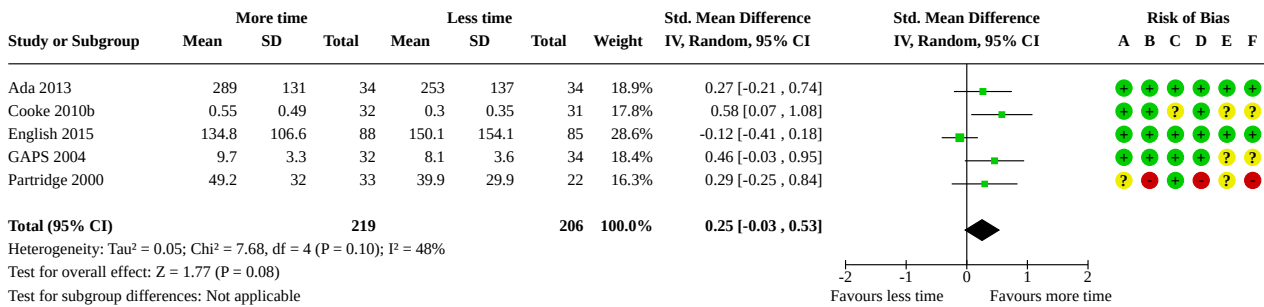 More time Less time Std. Mean Difference Std. Mean Difference Risk of Bias
Study or Subgroup Mean SD Total Mean SD Total Weight IV, Random, 95% CI IV, Random, 95% CI A B C D E F
Ada 2013 289 131 34 253 137 34 18.9% 0.27 [-0.21 , 0.74] + + + + + +
Cooke 2010b 0.55 0.49 32 0.3 0.35 31 17.8% 0.58 [0.07 , 1.08] + + ? + ? ?
English 2015 134.8 106.6 88 150.1 154.1 85 28.6% -0.12 [-0.41 , 0.18] + + + + + +
GAPS 2004 9.7 3.3 32 8.1 3.6 34 18.4% 0.46 [-0.03 , 0.95] + + + + ? ?
Partridge 2000 49.2 32 33 39.9 29.9 22 16.3% 0.29 [-0.25 , 0.84] ? - + - ? -
Total (95% CI) 219 206 100.0% 0.25 [-0.03 , 0.53]
Heterogeneity: Tau² = 0.05; Chi² = 7.68, df = 4 (P = 0.10); I² = 48%
Test for overall effect: Z = 1.77 (P = 0.08)
-2 -1 0 1 2
Test for subgroup differences: Not applicable
Favours less time Favours more time